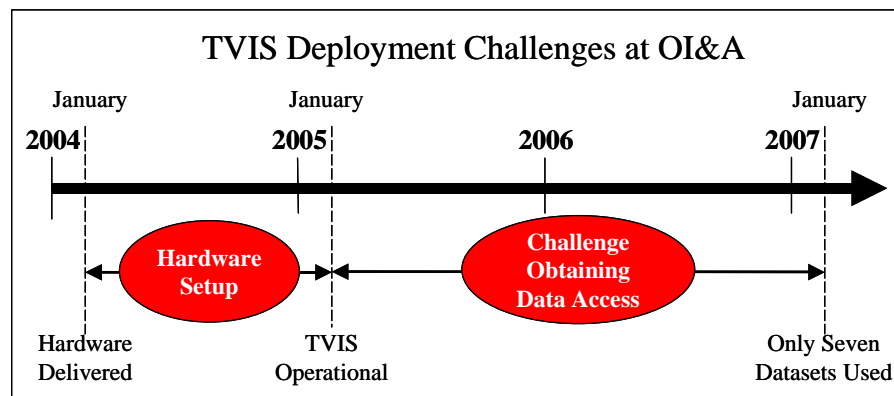 TVIS Deployment Challenges at OI&A
January
January
January
2004
2005
2006
2007
Hardware
Setup
Challenge
Obtaining
Data Access
Hardware
Delivered
TVIS
Operational
Only Seven
Datasets Used